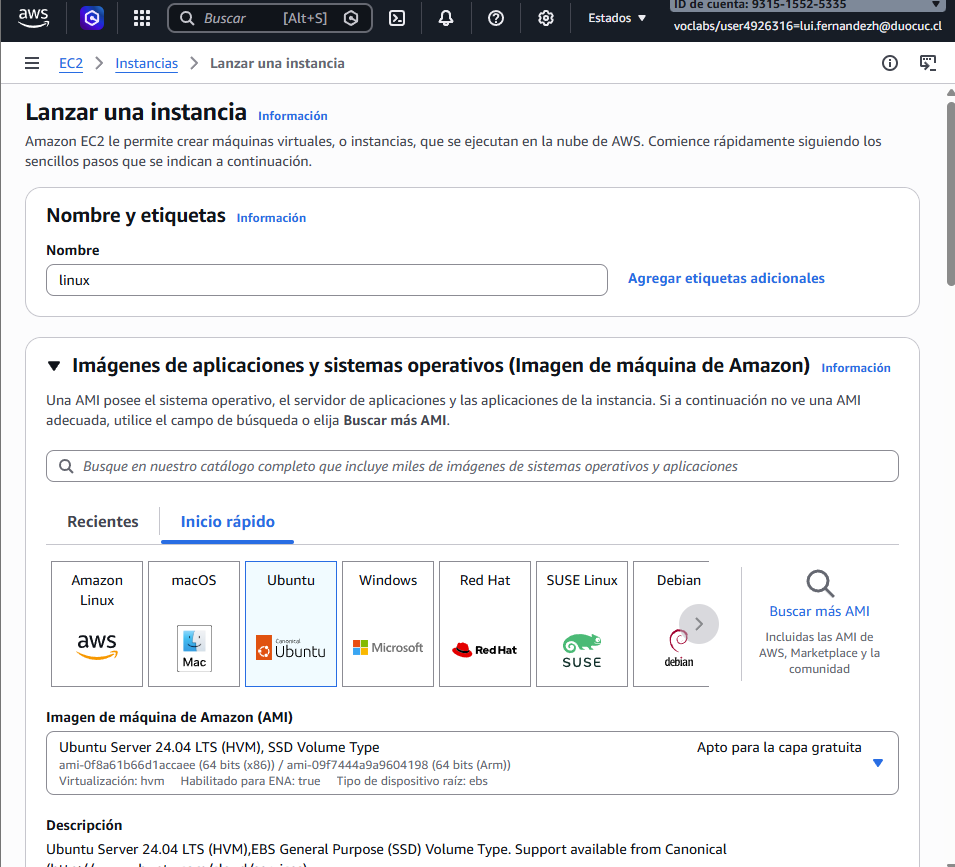 aws
Buscar [Alt+S]
Estados ▼
ID de cuenta: 9315-1552-5335
voclabs/user4926316=lui.fernandezh@duocuc.cl
EC2 > Instancias > Lanzar una instancia
Lanzar una instancia Información
Amazon EC2 le permite crear máquinas virtuales, o instancias, que se ejecutan en la nube de AWS. Comience rápidamente siguiendo los
sencillos pasos que se indican a continuación.
Nombre y etiquetas Información
Nombre
linux
Agregar etiquetas adicionales
Imágenes de aplicaciones y sistemas operativos (Imagen de máquina de Amazon) Información
Una AMI posee el sistema operativo, el servidor de aplicaciones y las aplicaciones de la instancia. Si a continuación no ve una AMI
adecuada, utilice el campo de búsqueda o elija Buscar más AMI.
Busque en nuestro catálogo completo que incluye miles de imágenes de sistemas operativos y aplicaciones
Recientes
Inicio rápido
Amazon
Linux
aws
macOS
Mac
Ubuntu
Canonical
Ubuntu
Windows
Microsoft
Red Hat
Red Hat
SUSE Linux
SUSE
Debian
debian
Buscar más AMI
Incluidas las AMI de
AWS, Marketplace y la
comunidad
Imagen de máquina de Amazon (AMI)
Ubuntu Server 24.04 LTS (HVM), SSD Volume Type
Apto para la capa gratuita
ami-0f8a61b66d1accaee (64 bits (x86)) / ami-09f7444a9a9604198 (64 bits (Arm))
Virtualización: hvm Habilitado para ENA: true Tipo de dispositivo raíz: ebs
Descripción
Ubuntu Server 24.04 LTS (HVM),EBS General Purpose (SSD) Volume Type. Support available from Canonical